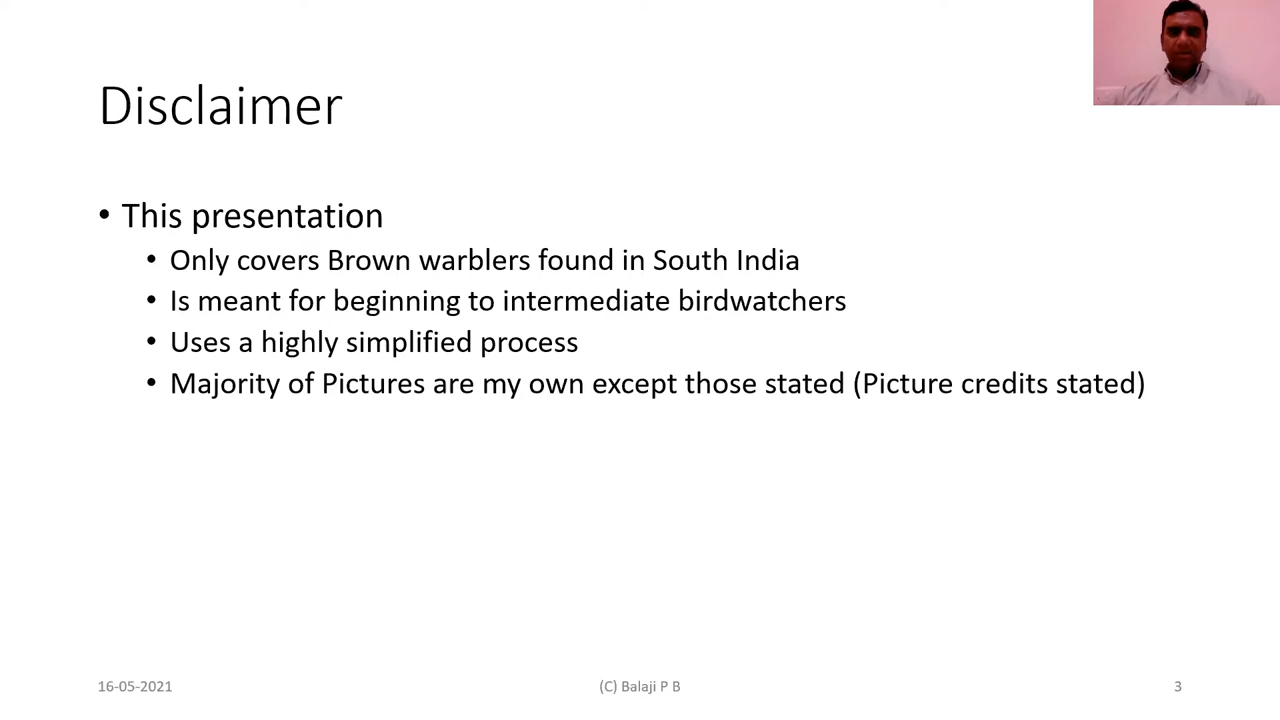 Disclaimer
• This presentation
• Only covers Brown warblers found in South India
• Is meant for beginning to intermediate birdwatchers
• Uses a highly simplified process
• Majority of Pictures are my own except those stated (Picture credits stated)
16-05-2021
(C) Balaji P B
3